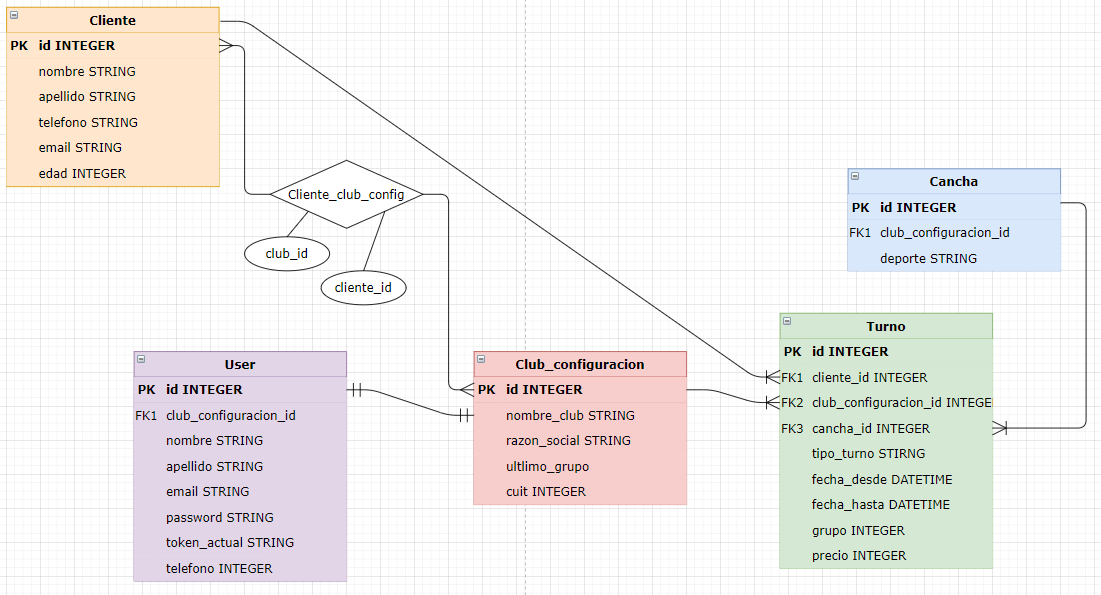 Cliente
PK id INTEGER
nombre STRING
apellido STRING
telefono STRING
email STRING
edad INTEGER
Cliente_club_config
club_id
cliente_id
Cancha
PK id INTEGER
FK1 club_configuracion_id
deporte STRING
User
PK id INTEGER
FK1 club_configuracion_id
nombre STRING
apellido STRING
email STRING
password STRING
token_actual STRING
telefono INTEGER
Club_configuracion
PK id INTEGER
nombre_club STRING
razon_social STRING
ultlimo_grupo
cuit INTEGER
Turno
PK id INTEGER
FK1 cliente_id INTEGER
FK2 club_configuracion_id INTEGE
FK3 cancha_id INTEGER
tipo_turno STIRNG
fecha_desde DATETIME
fecha_hasta DATETIME
grupo INTEGER
precio INTEGER